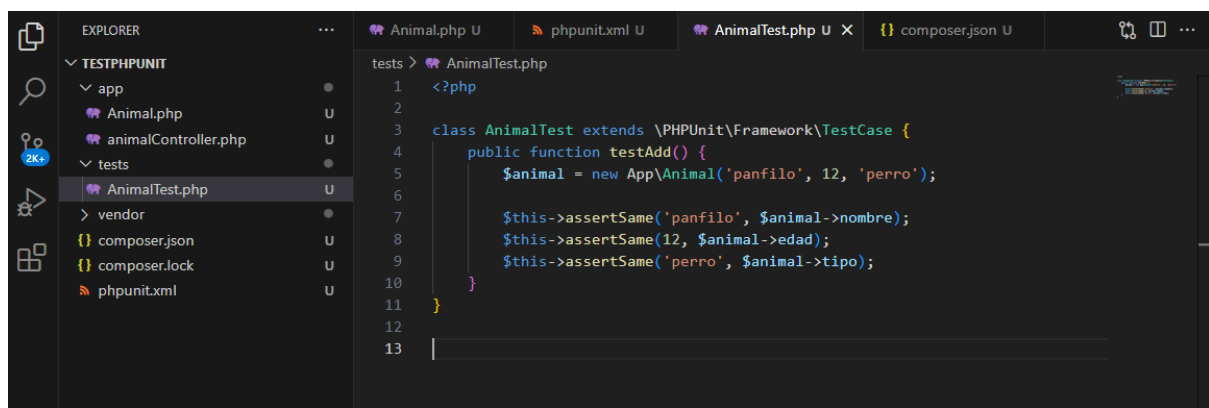 EXPLORER
TESTPHPUNIT
app
Animal.php U
animalController.php U
tests
AnimalTest.php U
vendor
composer.json U
composer.lock U
phpunit.xml U
2K+
Animal.php U phpunit.xml U AnimalTest.php U {} composer.json U
tests > AnimalTest.php
1 <?php
2
3 class AnimalTest extends \PHPUnit\Framework\TestCase {
4 public function testAdd() {
5 $animal = new App\Animal('panfilo', 12, 'perro');
6
7 $this->assertSame('panfilo', $animal->nombre);
8 $this->assertSame(12, $animal->edad);
9 $this->assertSame('perro', $animal->tipo);
10 }
11 }
12
13